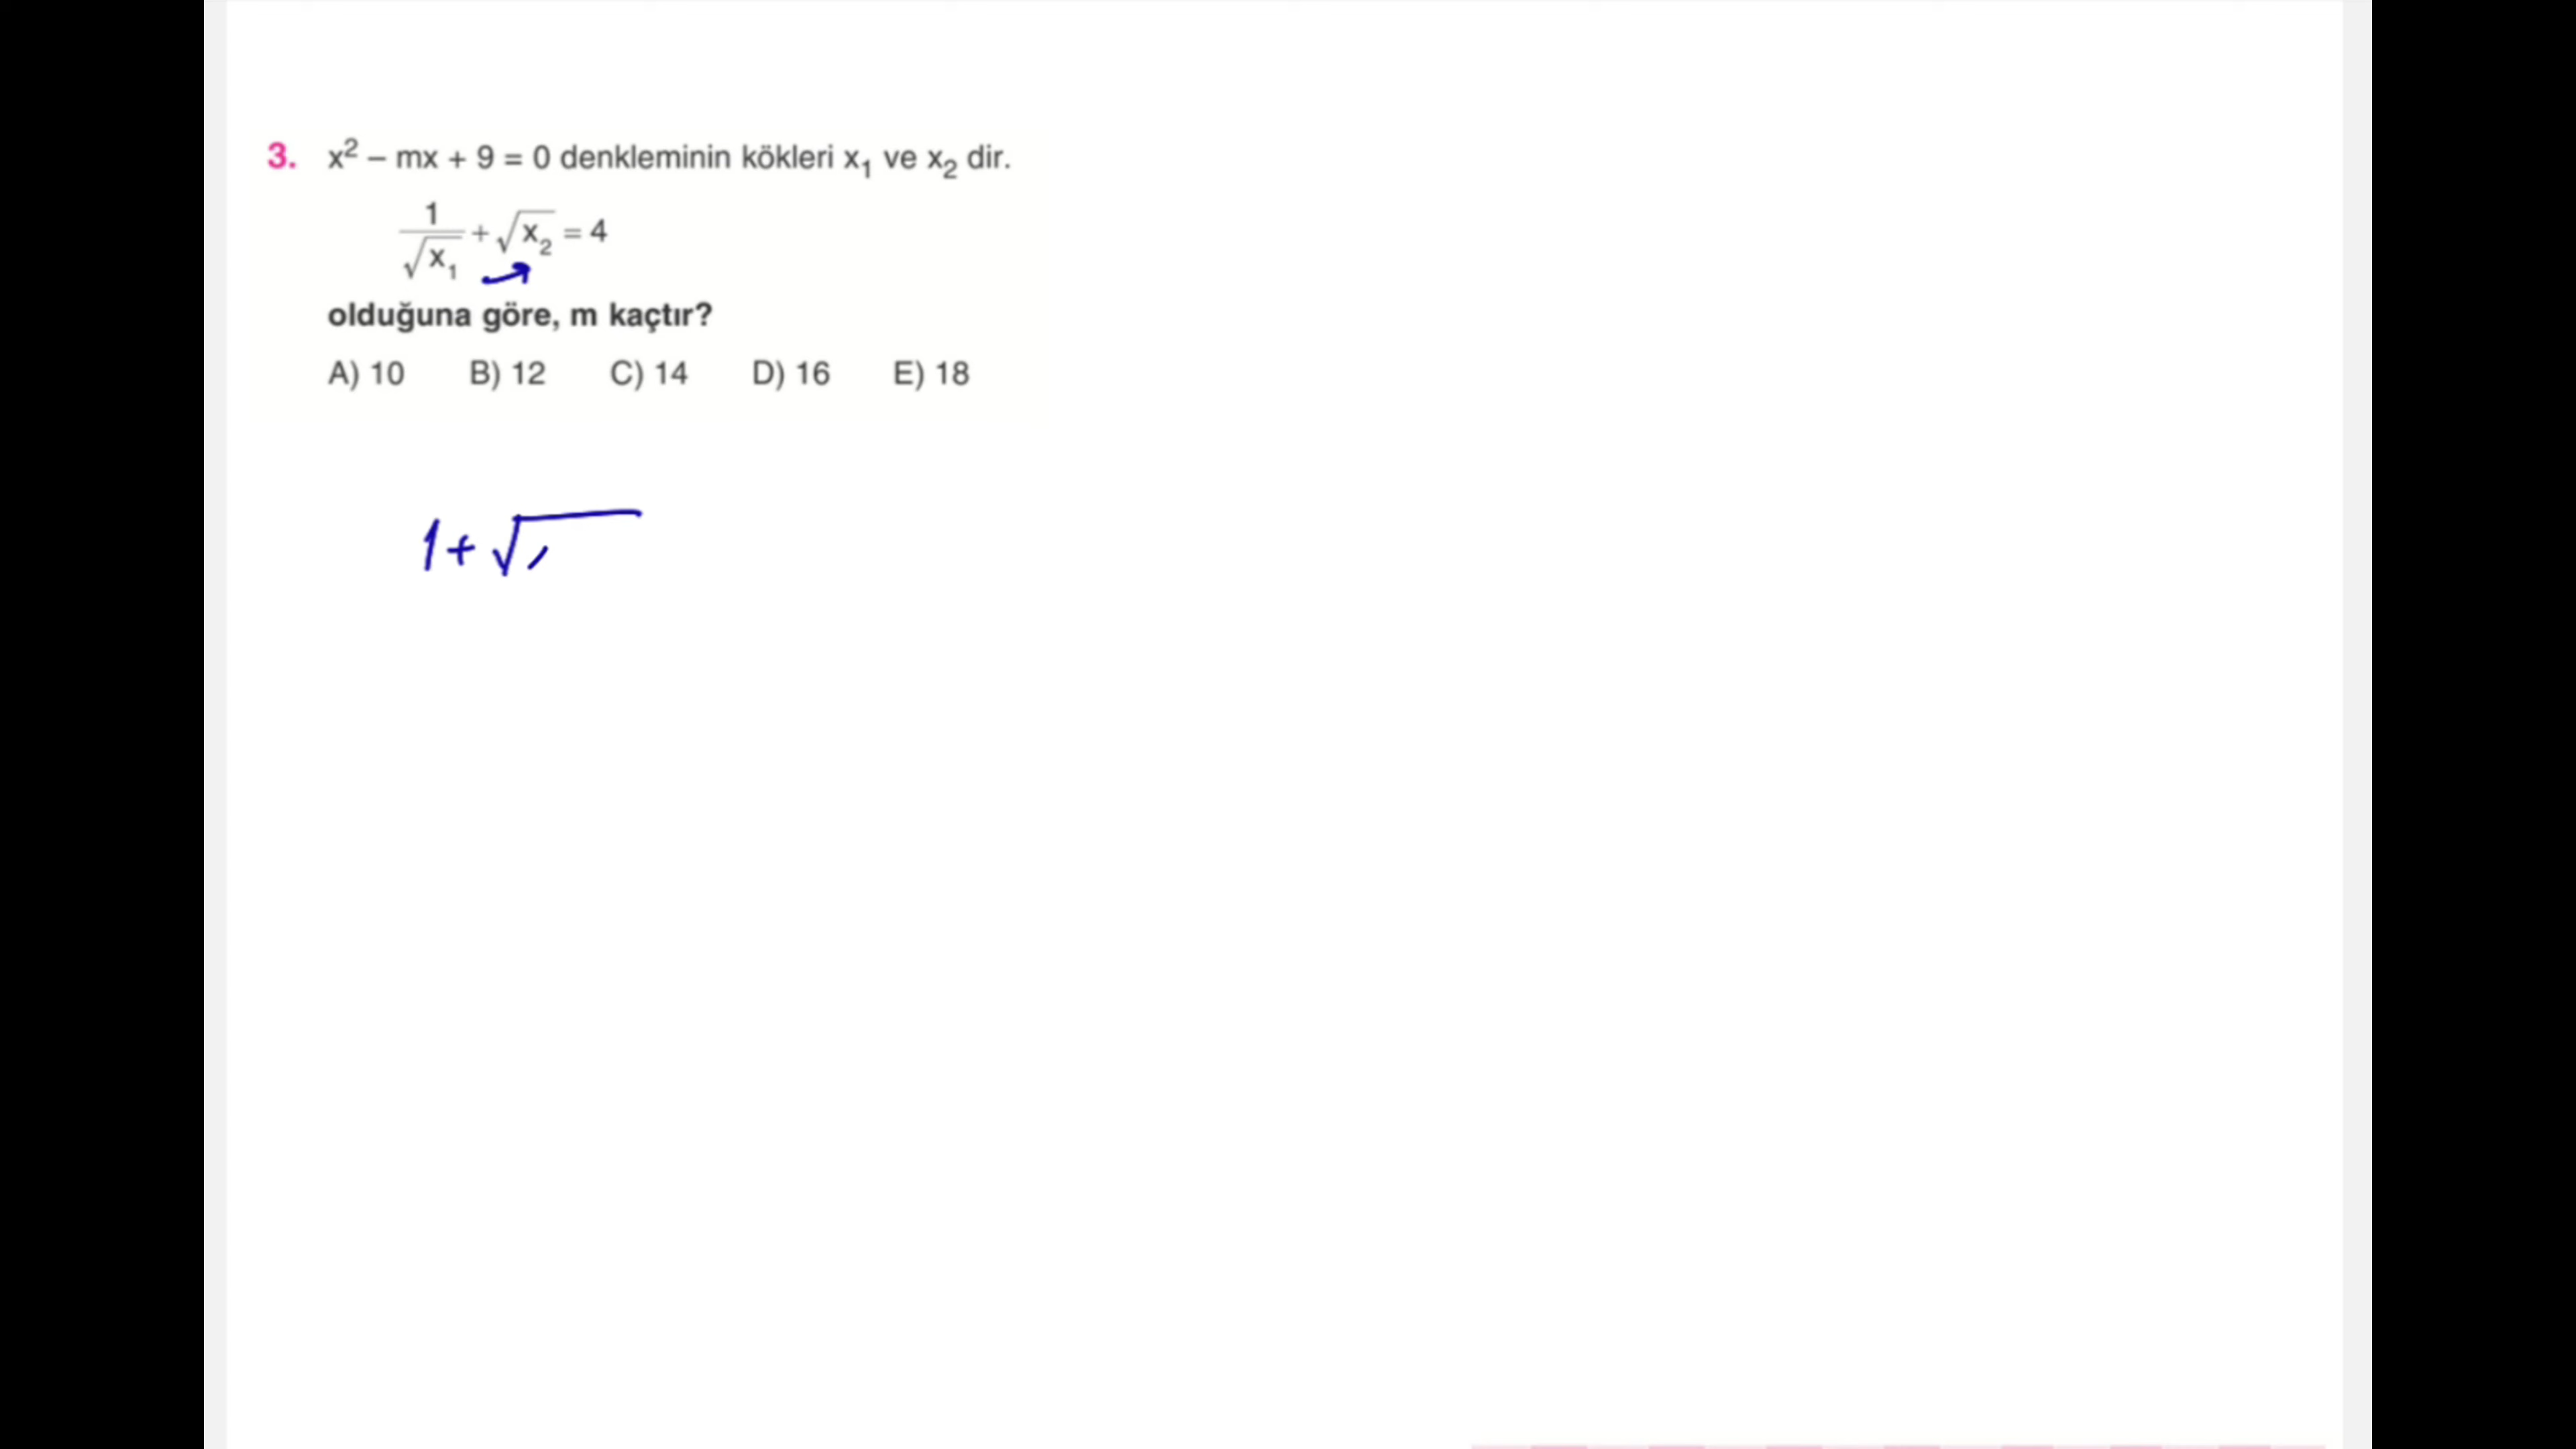 3. x² – mx + 9 = 0 denkleminin kökleri x₁ ve x₂ dir.
1/√x₁ + √x₂ = 4
olduğuna göre, m kaçtır?
A) 10 B) 12 C) 14 D) 16 E) 18
1+√